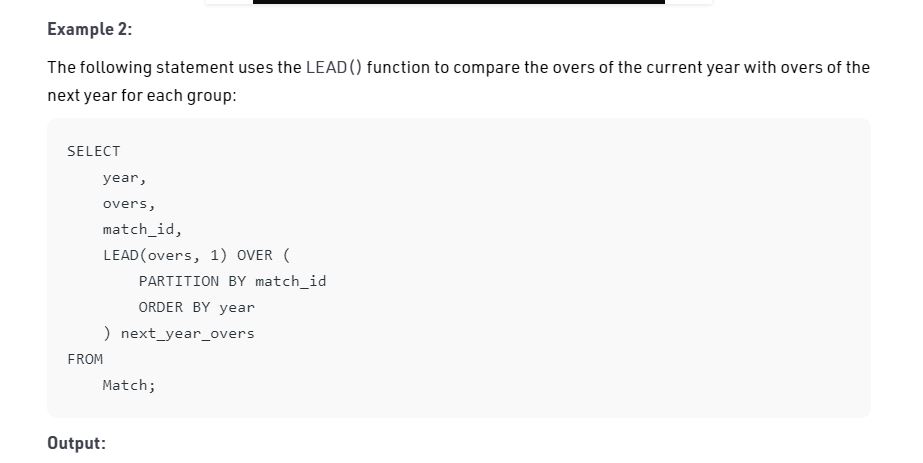 Example 2:
The following statement uses the LEAD() function to compare the overs of the current year with overs of the
next year for each group:
SELECT
year,
overs,
match_id,
LEAD(overs, 1) OVER (
PARTITION BY match_id
ORDER BY year
) next_year_overs
FROM
Match;
Output: